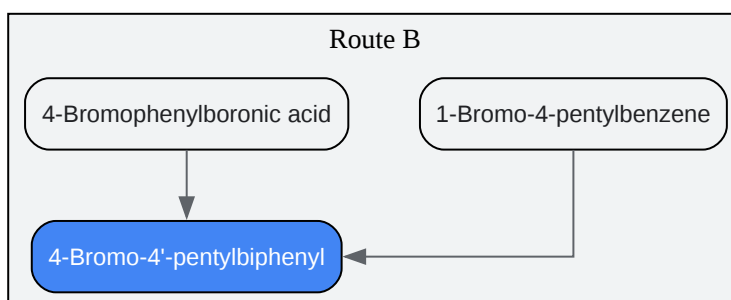 Route B
4-Bromophenylboronic acid
1-Bromo-4-pentylbenzene
4-Bromo-4'-pentylbiphenyl